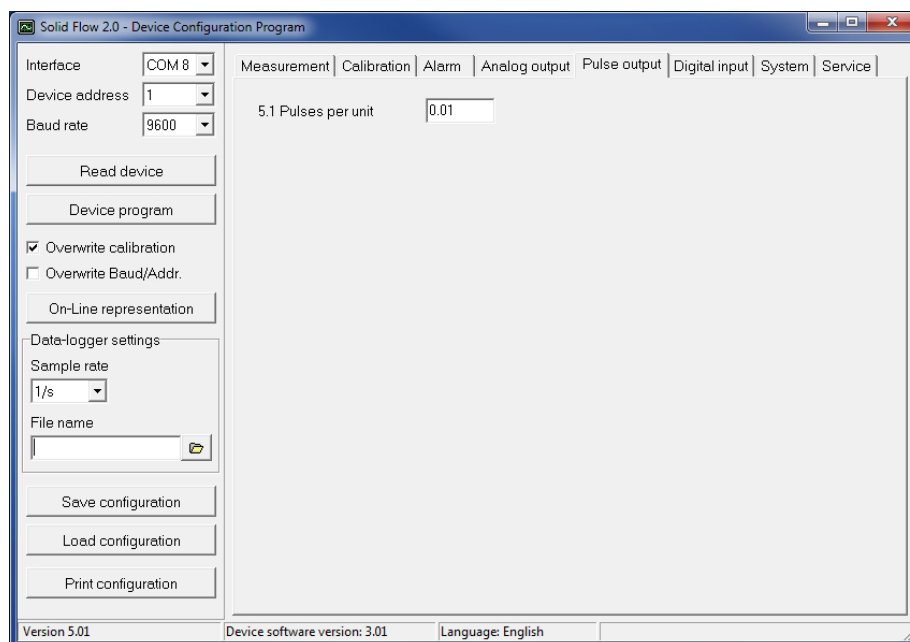 Solid Flow 2.0 - Device Configuration Program
Interface
COM 8
Device address
1
Baud rate
9600
Read device
Device program
Overwrite calibration
Overwrite Baud/Addr.
On-Line representation
Data-logger settings
Sample rate
1/s
File name
Save configuration
Load configuration
Print configuration
Measurement
Calibration
Alarm
Analog output
Pulse output
Digital input
System
Service
5.1 Pulses per unit
0.01
Version 5.01
Device software version: 3.01
Language: English